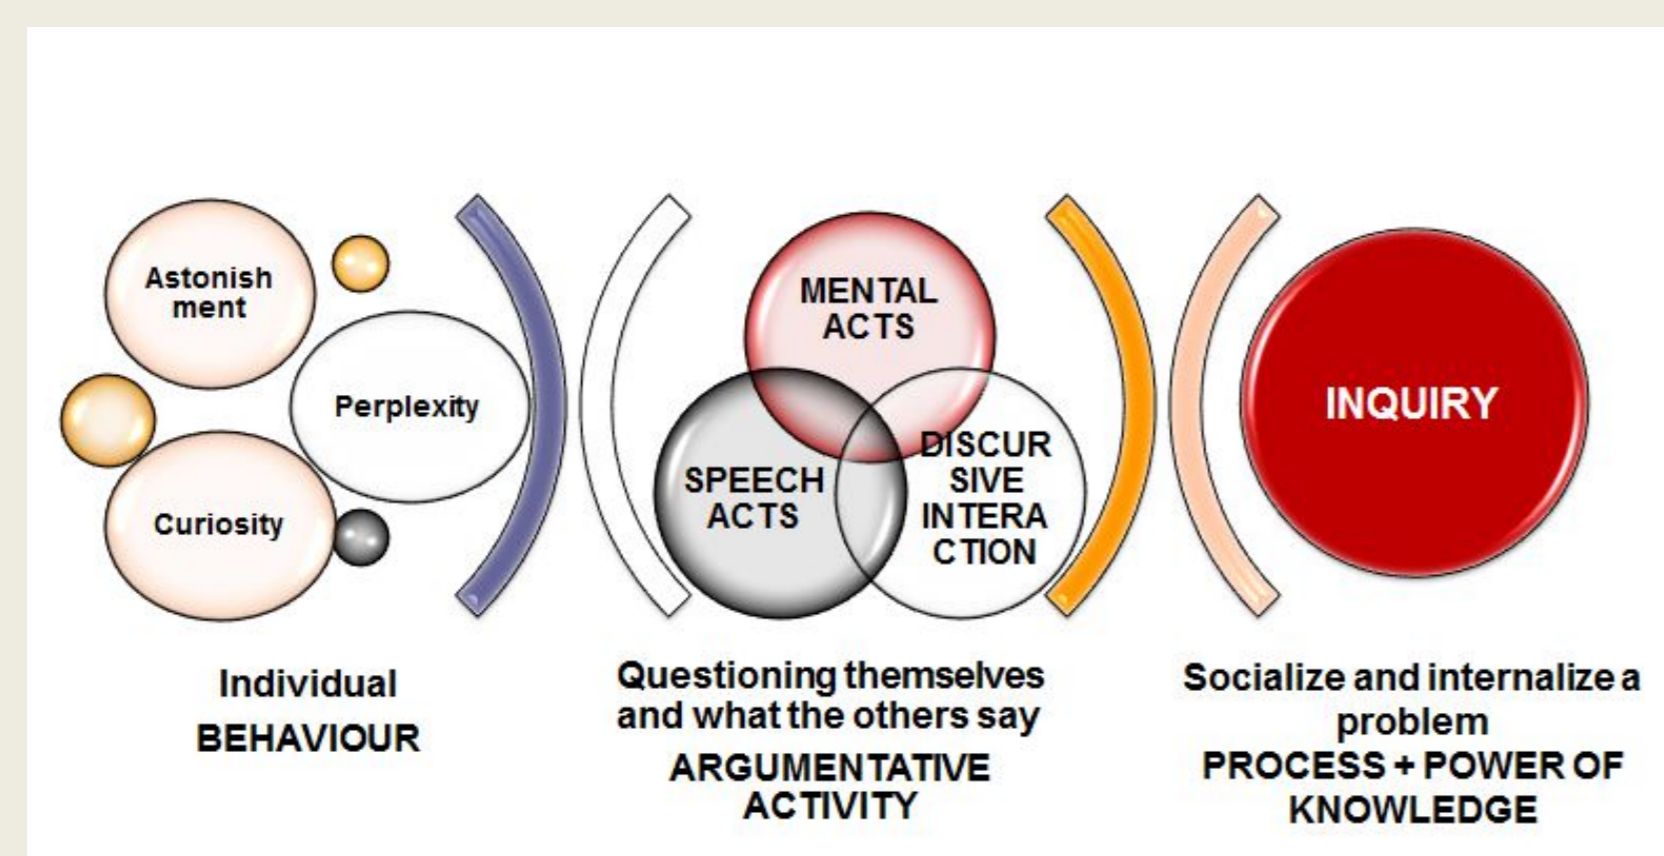 Astonish
ment
Perplexity
Curiosity
Individual
BEHAVIOUR
MENTAL
ACTS
SPEECH
ACTS
DISCUR
SIVE
INTERA
CTION
Questioning themselves
and what the others say
ARGUMENTATIVE
ACTIVITY
INQUIRY
Socialize and internalize a
problem
PROCESS + POWER OF
KNOWLEDGE